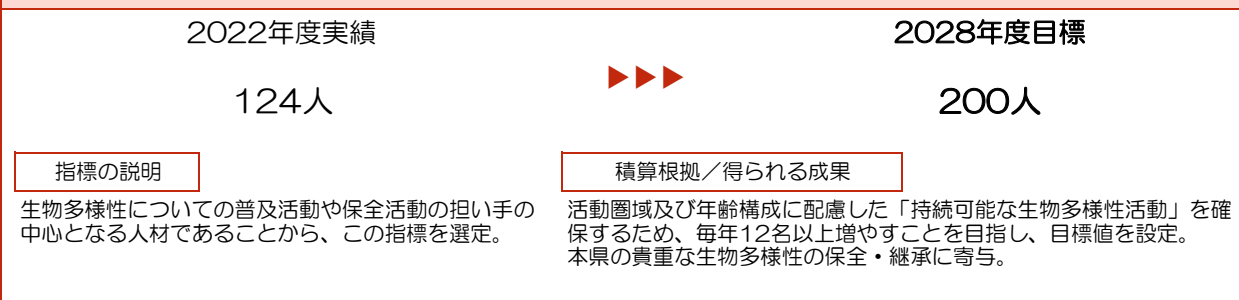 2022年度実績
2028年度目標
▶▶▶
124人
200人
指標の説明
積算根拠／得られる成果
生物多様性についての普及活動や保全活動の担い手の
中心となる人材であることから、この指標を選定。
活動圏域及び年齢構成に配慮した「持続可能な生物多様性活動」を確
保するため、毎年12名以上増やすことを目指し、目標値を設定。
本県の貴重な生物多様性の保全・継承に寄与。